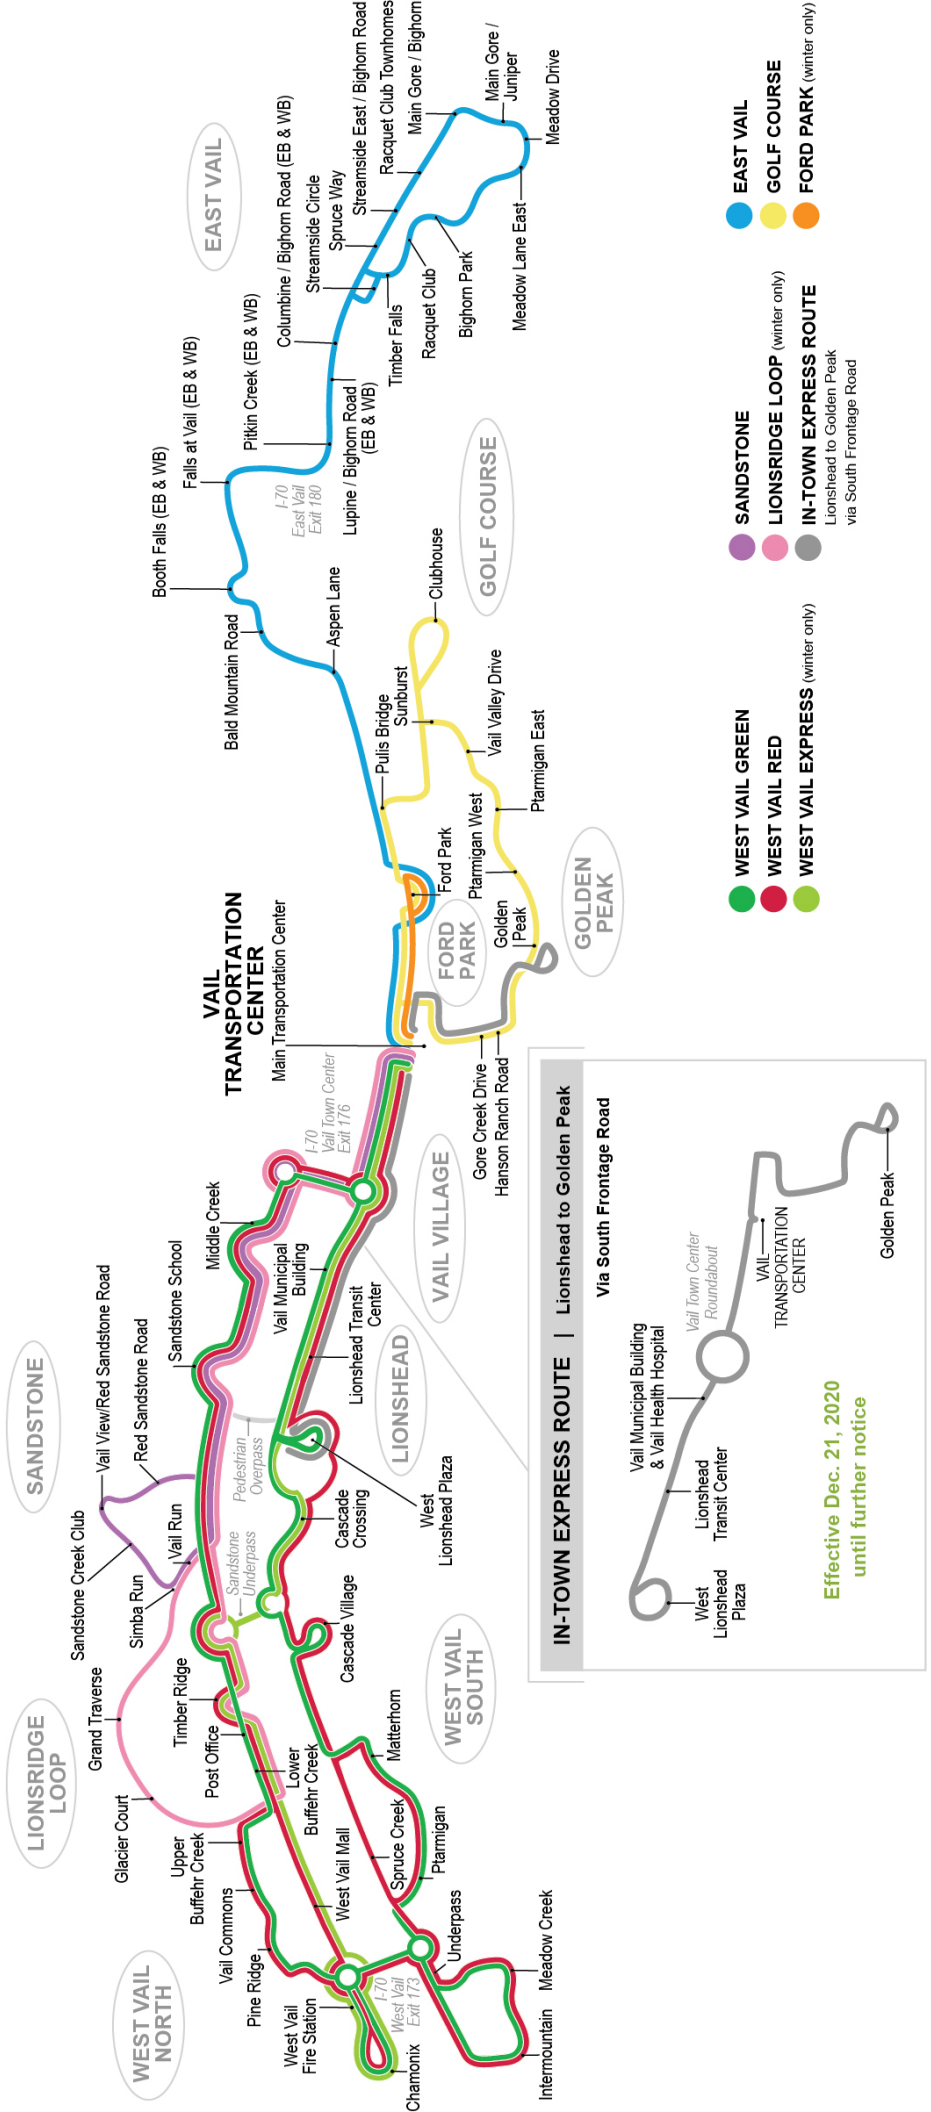 WEST VAIL
NORTH
LIONSRIDGE
LOOP
SANDSTONE
EAST VAIL
Chamonix
West Vail
Fire Station
I-70
West Vail
Exit 173
Pine Ridge
Vail Commons
Upper
Buffehr Creek
West Vail Mall
Lower
Buffehr Creek
Post Office
Timber Ridge
Glacier Court
Grand Traverse
Simba Run
Sandstone Creek Club
Vail Run
Vail View/Red Sandstone Road
Red Sandstone Road
Sandstone School
Middle Creek
Sandstone
Underpass
Pedestrian
Overpass
Intermountain
Meadow Creek
Underpass
Ptarmigan
Spruce Creek
Matterhorn
WEST VAIL
SOUTH
Cascade Village
Cascade
Crossing
West
Lionshead Plaza
LIONSHEAD
Lionshead Transit
Center
Vail Municipal
Building
VAIL VILLAGE
I-70
Vail Town Center
Exit 176
VAIL
TRANSPORTATION
CENTER
Main Transportation Center
Gore Creek Drive
Hanson Ranch Road
FORD
PARK
Ford Park
Golden
Peak
GOLDEN
PEAK
Ptarmigan West
Ptarmigan East
Vail Valley Drive
Pulis Bridge
Sunburst
Clubhouse
GOLF COURSE
Aspen Lane
Bald Mountain Road
Booth Falls (EB & WB)
Falls at Vail (EB & WB)
I-70
East Vail
Exit 180
Pitkin Creek (EB & WB)
Lupine / Bighorn Road
(EB & WB)
Columbine / Bighorn Road (EB & WB)
Streamside Circle
Spruce Way
Streamside East / Bighorn Road
Racquet Club Townhomes
Main Gore / Bighorn
Main Gore /
Juniper
Meadow Drive
Meadow Lane East
Bighorn Park
Racquet Club
Timber Falls
IN-TOWN EXPRESS ROUTE | Lionshead to Golden Peak
Via South Frontage Road
West
Lionshead
Plaza
Lionshead
Transit Center
Vail Municipal Building
& Vail Health Hospital
Vail Town Center
Roundabout
VAIL
TRANSPORTATION
CENTER
Golden Peak
Effective Dec. 21, 2020
until further notice
WEST VAIL GREEN
WEST VAIL RED
WEST VAIL EXPRESS (winter only)
SANDSTONE
LIONSRIDGE LOOP (winter only)
IN-TOWN EXPRESS ROUTE
Lionshead to Golden Peak
via South Frontage Road
EAST VAIL
GOLF COURSE
FORD PARK (winter only)